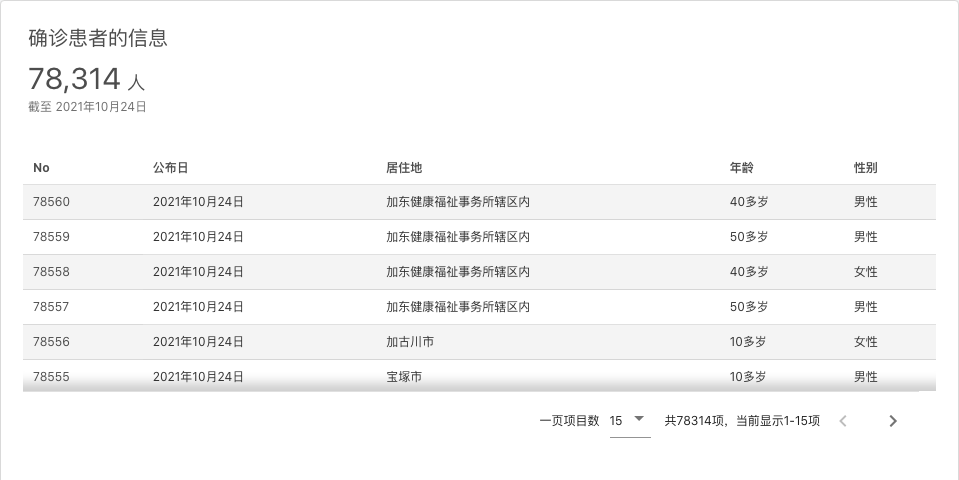 确诊患者的信息
78,314 人
截至 2021年10月24日
No 公布日 居住地 年龄 性别
78560 2021年10月24日 加东健康福祉事务所辖区内 40多岁 男性
78559 2021年10月24日 加东健康福祉事务所辖区内 50多岁 男性
78558 2021年10月24日 加东健康福祉事务所辖区内 40多岁 女性
78557 2021年10月24日 加东健康福祉事务所辖区内 50多岁 男性
78556 2021年10月24日 加古川市 10多岁 女性
78555 2021年10月24日 宝塚市 10多岁 男性
一页项目数 15 共78314项，当前显示1-15项